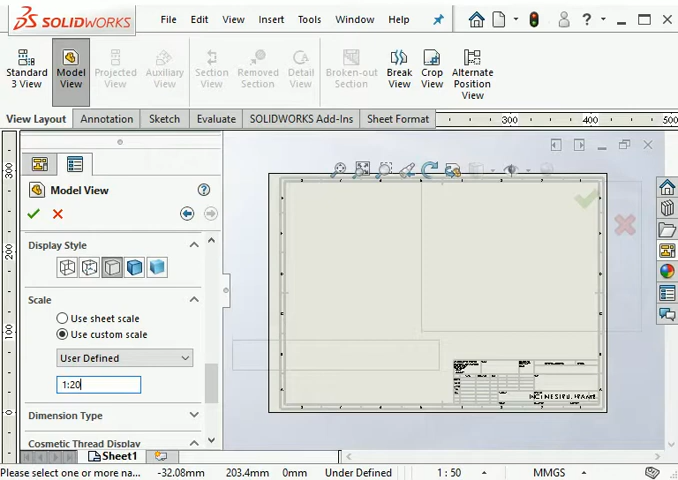 SOLIDWORKS
File Edit View Insert Tools Window Help
Standard 3 View
Model View
Projected View
Auxiliary View
Section View
Removed Section
Detail View
Broken-out Section
Break View
Crop View
Alternate Position View
View Layout Annotation Sketch Evaluate SOLIDWORKS Add-Ins Sheet Format
300 400 500
300
200
100
0
Model View
Display Style
Scale
Use sheet scale
Use custom scale
User Defined
1:20
Dimension Type
Cosmetic Thread Display
Sheet1
Please select one or more na... -32.08mm 203.4mm 0mm Under Defined 1 : 50 MMGS